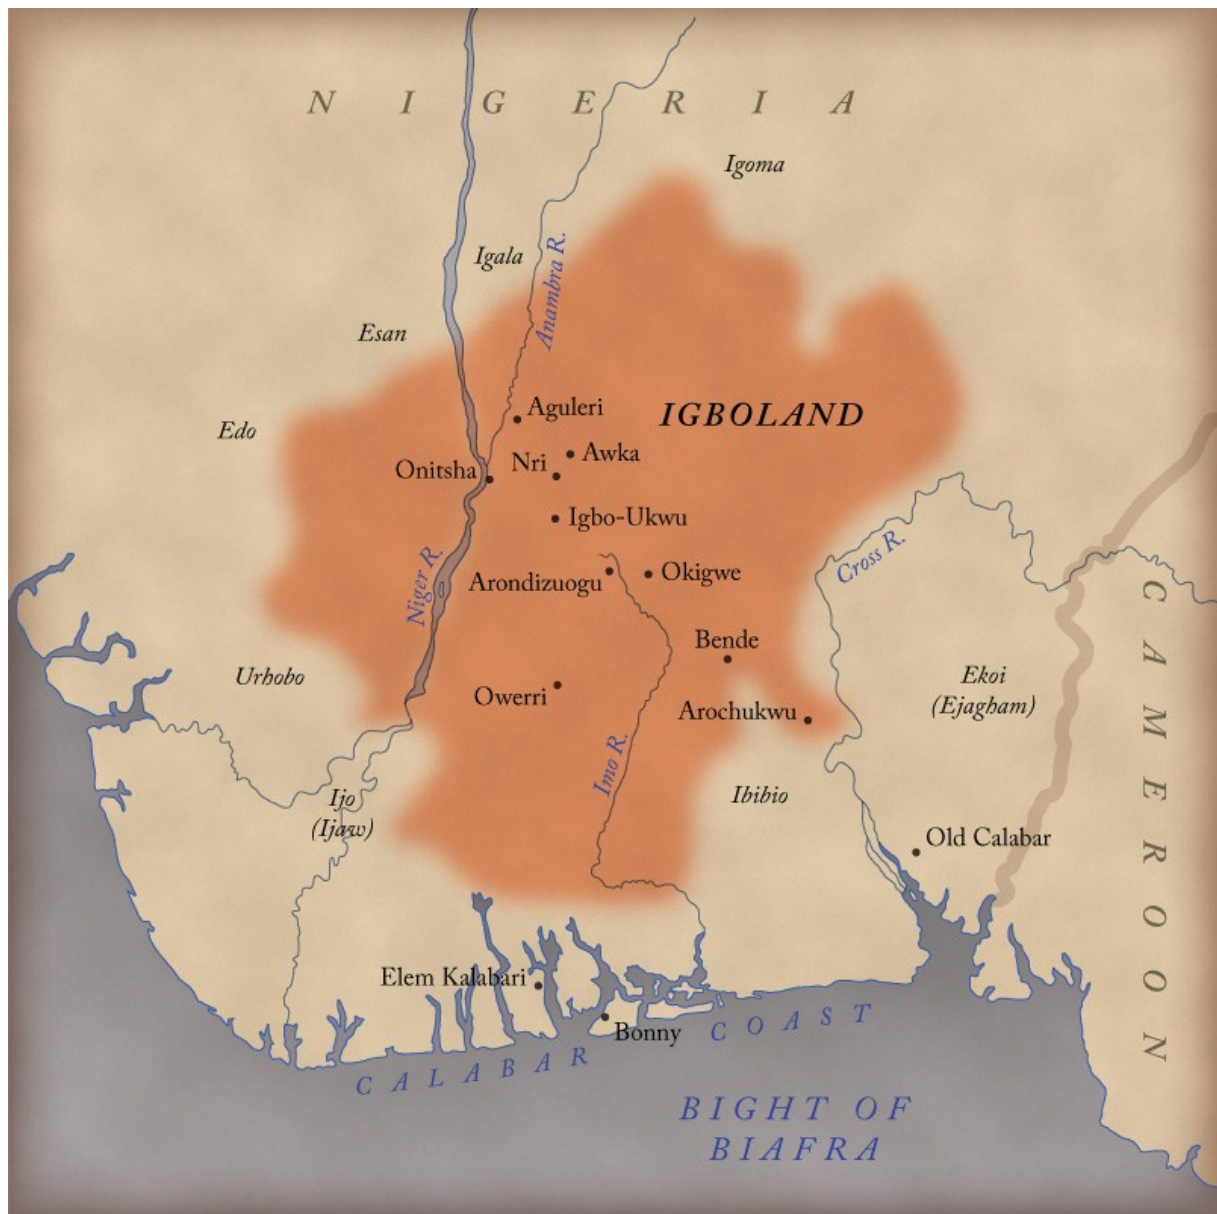 NIGERIA
Igoma
Igala
Anambra R.
Esan
Aguleri
IGBOLAND
Edo
Awka
Nri
Onitsha
Igbo-Ukwu
Cross R.
Niger R.
Arondizuogu
Okigwe
CAMEROON
Bende
Urhobo
Ekoi
(Ejagham)
Owerri
Arochukwu
Imo R.
Ijo
(Ijaw)
Ibibio
Old Calabar
Elem Kalabari
Bonny
CALABAR COAST
BIGHT OF
BIAFRA